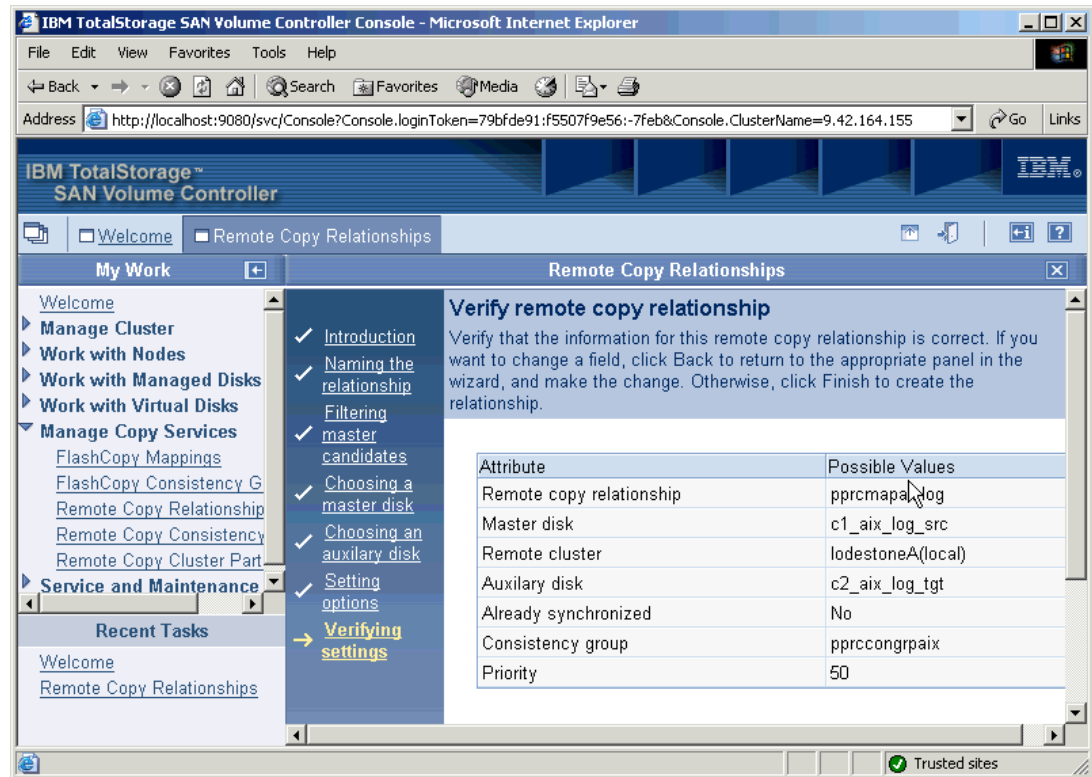 IBM TotalStorage SAN Volume Controller Console - Microsoft Internet Explorer
File Edit View Favorites Tools Help
Back Search Favorites Media
Address http://localhost:9080/svc/Console?Console.loginToken=79bfde91:f5507f9e56:-7feb&Console.ClusterName=9.42.164.155 Go Links
IBM TotalStorage™
SAN Volume Controller
IBM®
Welcome Remote Copy Relationships
My Work
Remote Copy Relationships
Welcome
Manage Cluster
Work with Nodes
Work with Managed Disks
Work with Virtual Disks
Manage Copy Services
FlashCopy Mappings
FlashCopy Consistency G
Remote Copy Relationship
Remote Copy Consistency
Remote Copy Cluster Part
Service and Maintenance
Recent Tasks
Welcome
Remote Copy Relationships
Introduction
Naming the
relationship
Filtering
master
candidates
Choosing a
master disk
Choosing an
auxilary disk
Setting
options
Verifying
settings
Verify remote copy relationship
Verify that the information for this remote copy relationship is correct. If you
want to change a field, click Back to return to the appropriate panel in the
wizard, and make the change. Otherwise, click Finish to create the
relationship.
Attribute Possible Values
Remote copy relationship
Master disk c1_aix_log_src
Remote cluster lodestoneA(local)
Auxilary disk c2_aix_log_tgt
Already synchronized No
Consistency group pprccongrpaix
Priority 50
Trusted sites